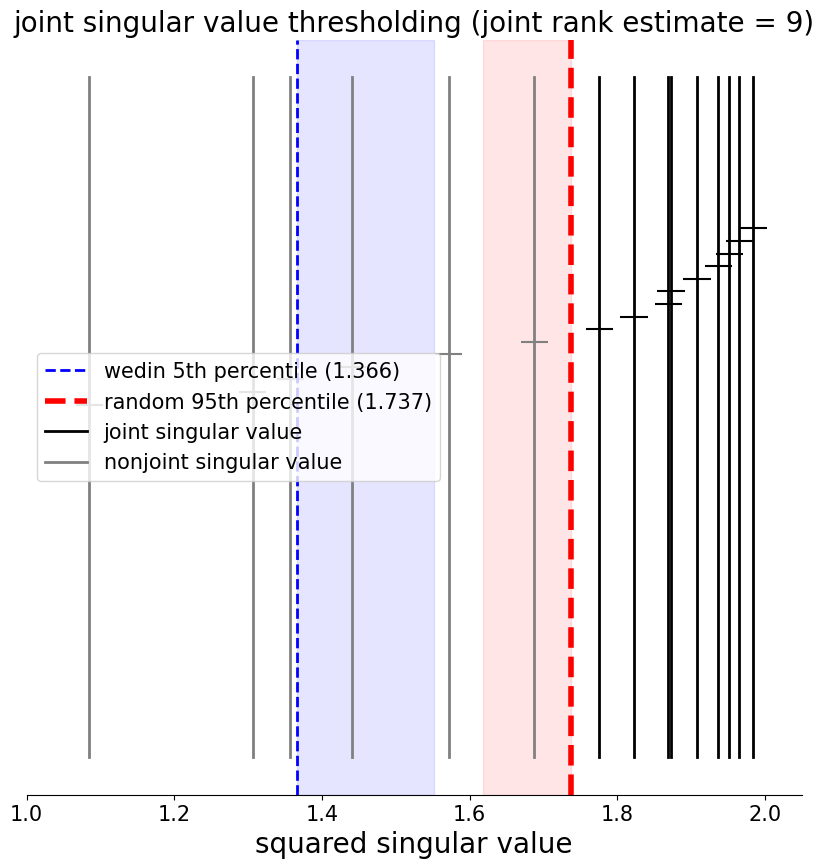 joint singular value thresholding (joint rank estimate = 9)
wedin 5th percentile (1.366)
random 95th percentile (1.737)
joint singular value
nonjoint singular value
1.0 1.2 1.4 1.6 1.8 2.0
squared singular value